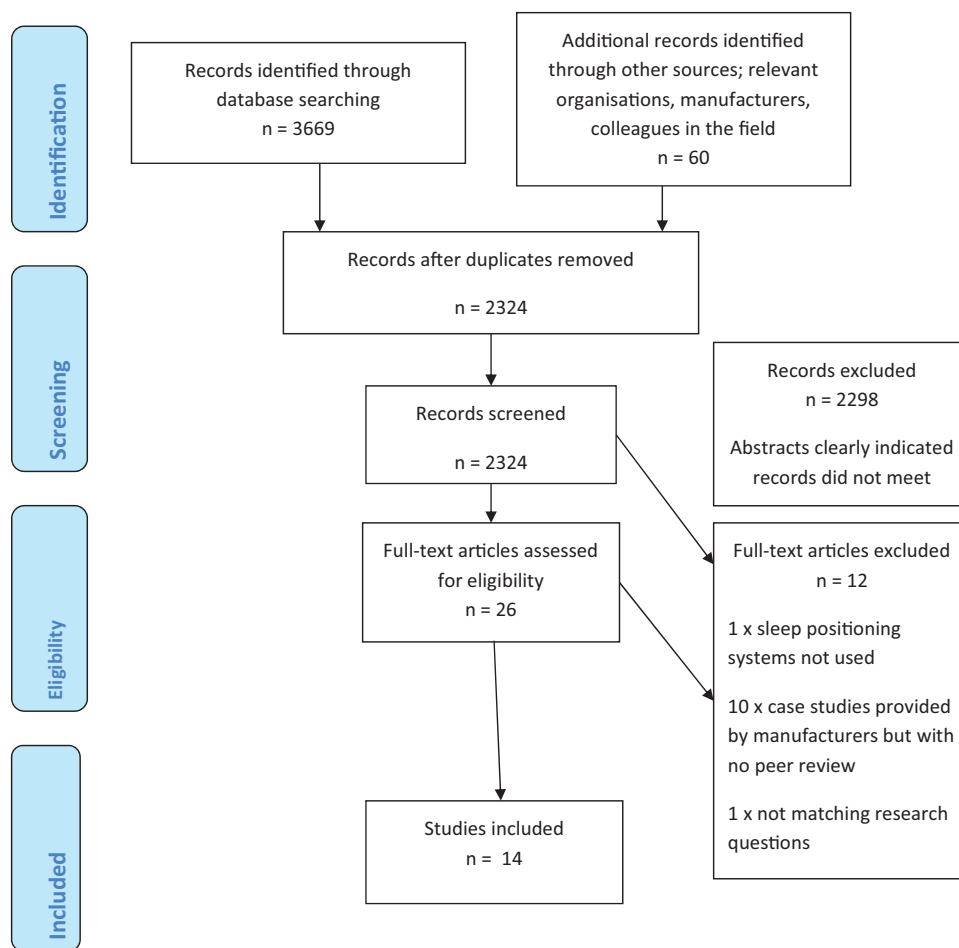 Identification
Records identified through
database searching
n = 3669
Additional records identified
through other sources; relevant
organisations, manufacturers,
colleagues in the field
n = 60
Records after duplicates removed
n = 2324
Screening
Records screened
n = 2324
Records excluded
n = 2298
Abstracts clearly indicated
records did not meet
Eligibility
Full-text articles assessed
for eligibility
n = 26
Full-text articles excluded
n = 12
1 x sleep positioning
systems not used
10 x case studies provided
by manufacturers but with
no peer review
1 x not matching research
questions
Included
Studies included
n = 14